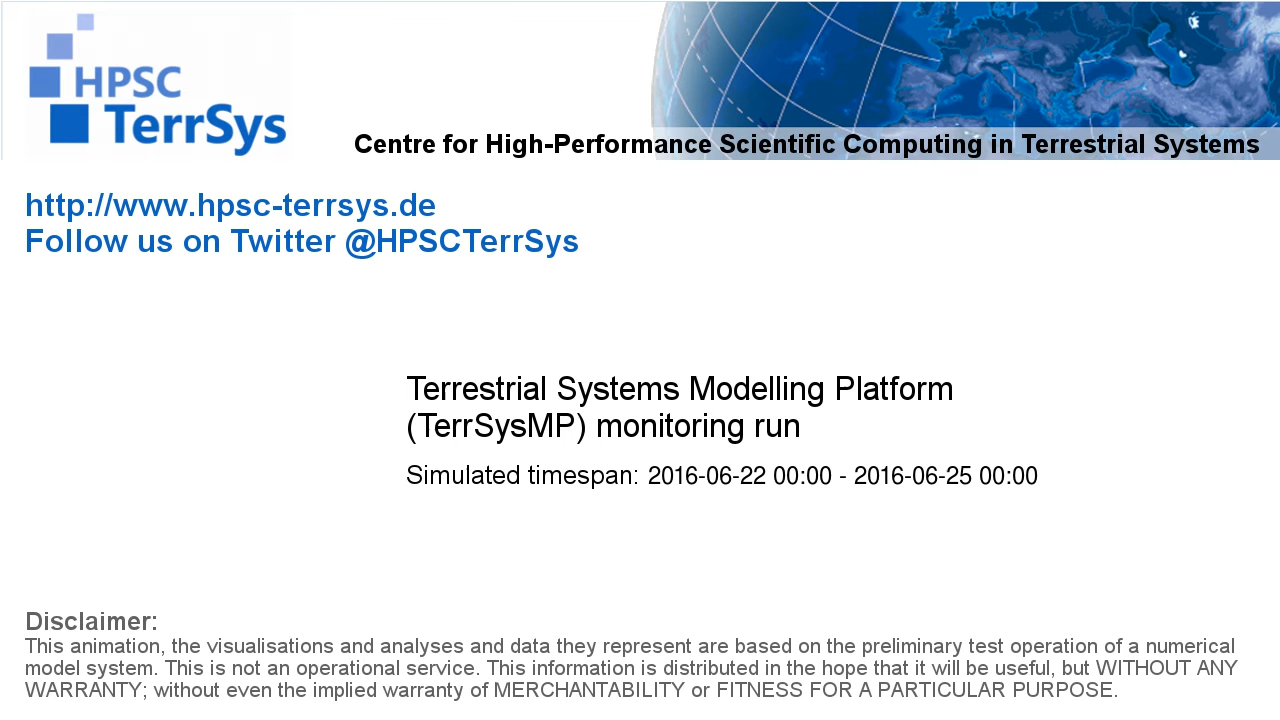 HPSC
TerrSys
Centre for High-Performance Scientific Computing in Terrestrial Systems
http://www.hpsc-terrsys.de
Follow us on Twitter @HPSCTerrSys
Terrestrial Systems Modelling Platform
(TerrSysMP) monitoring run
Simulated timespan: 2016-06-22 00:00 - 2016-06-25 00:00
Disclaimer:
This animation, the visualisations and analyses and data they represent are based on the preliminary test operation of a numerical
model system. This is not an operational service. This information is distributed in the hope that it will be useful, but WITHOUT ANY
WARRANTY; without even the implied warranty of MERCHANTABILITY or FITNESS FOR A PARTICULAR PURPOSE.